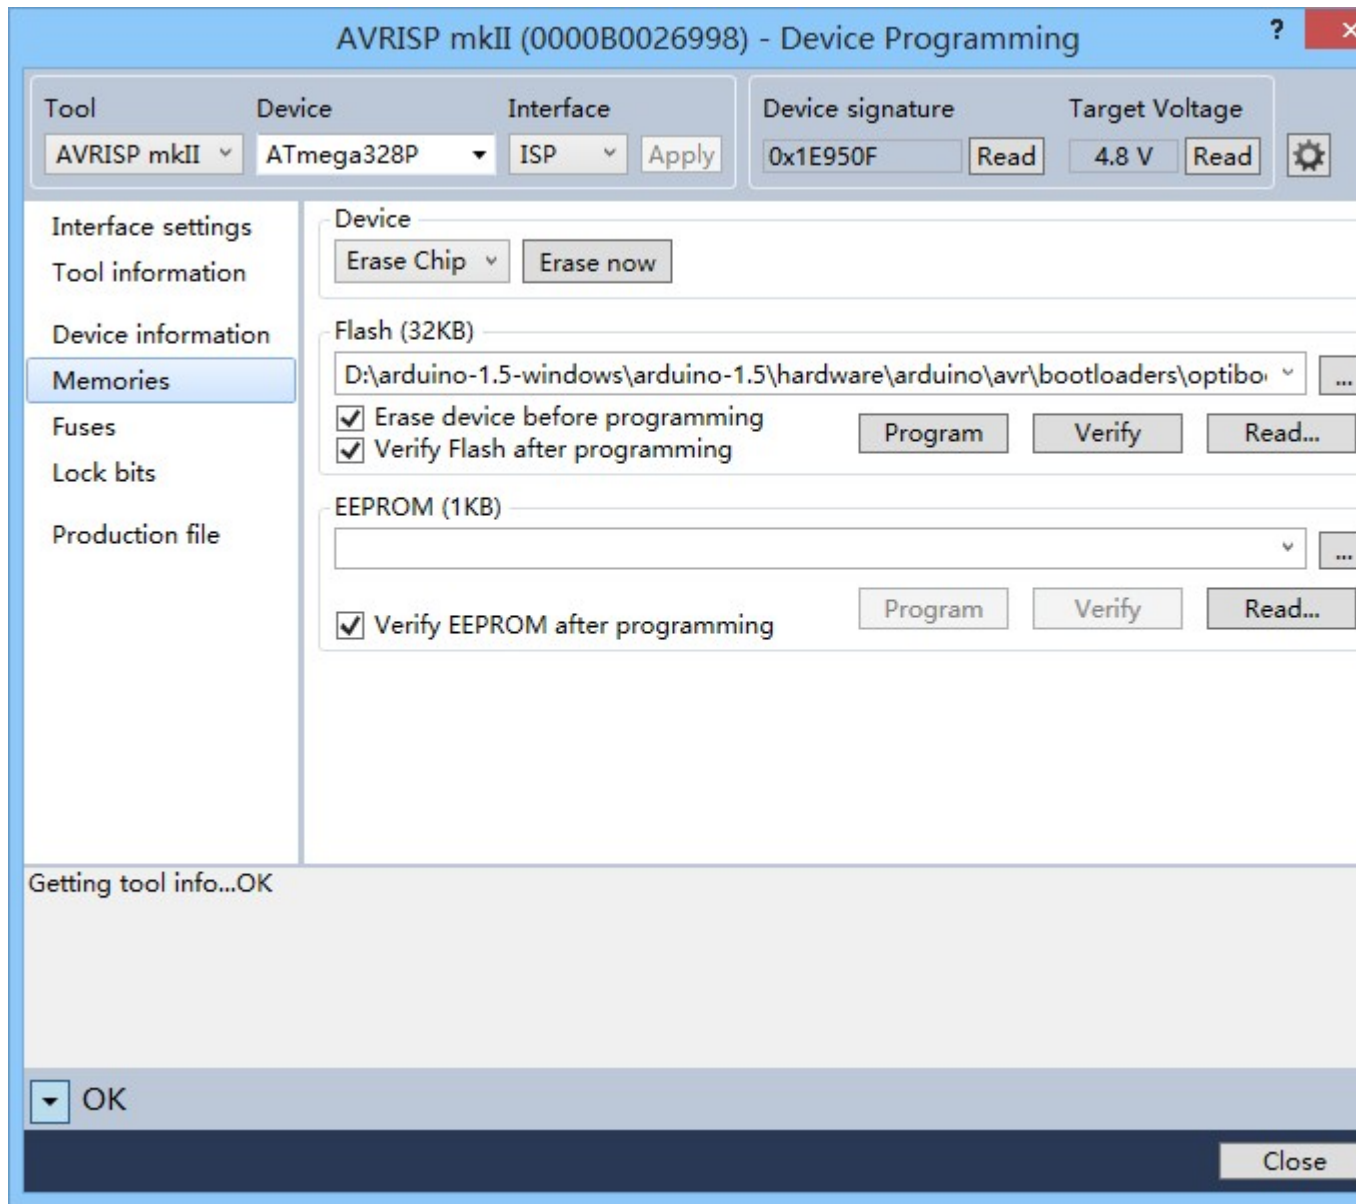 AVRISP mkII (0000B0026998) - Device Programming
?
Tool Device Interface Device signature Target Voltage
AVRISP mkII ATmega328P ISP Apply 0x1E950F Read 4.8 V Read
Interface settings
Tool information
Device information
Memories
Fuses
Lock bits
Production file
Device
Erase Chip Erase now
Flash (32KB)
D:\arduino-1.5-windows\arduino-1.5\hardware\arduino\avr\bootloaders\optiboo ...
Erase device before programming
Verify Flash after programming
Program Verify Read...
EEPROM (1KB)
...
Verify EEPROM after programming
Program Verify Read...
Getting tool info...OK
OK
Close